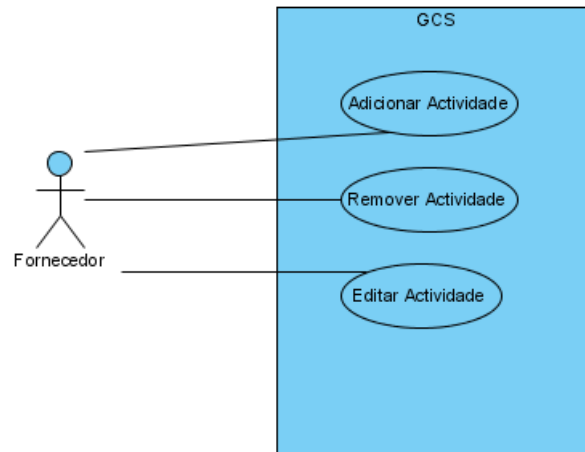 GCS
Adicionar Actividade
Remover Actividade
Fornecedor
Editar Actividade